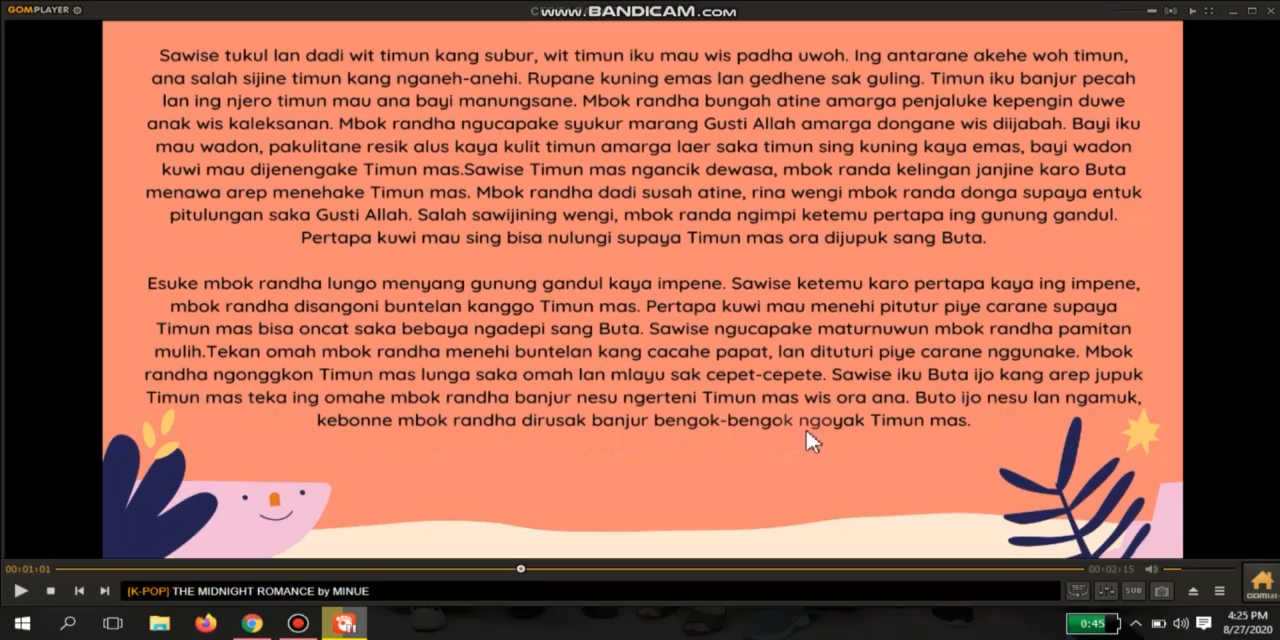 GOMPLAYER
www.BANDICAM.com
Sawise tukul lan dadi wit timun kang subur, wit timun iku mau wis padha uwoh. Ing antarane akehe woh timun,
ana salah sijine timun kang nganeh-anehi. Rupane kuning emas lan gedhene sak guling. Timun iku banjur pecah
lan ing njero timun mau ana bayi manungsane. Mbok randha bungah atine amarga penjaluke kepengin duwe
anak wis kaleksanan. Mbok randha ngucapake syukur marang Gusti Allah amarga dongane wis diijabah. Bayi iku
mau wadon, pakulitane resik alus kaya kulit timun amarga laer saka timun sing kuning kaya emas, bayi wadon
kuwi mau dijenengake Timun mas.Sawise Timun mas ngancik dewasa, mbok randa kelingan janjine karo Buta
menawa arep menehake Timun mas. Mbok randha dadi susah atine, rina wengi mbok randa donga supaya entuk
pitulungan saka Gusti Allah. Salah sawijining wengi, mbok randa ngimpi ketemu pertapa ing gunung gandul.
Pertapa kuwi mau sing bisa nulungi supaya Timun mas ora dijupuk sang Buta.
Esuke mbok randha lungo menyang gunung gandul kaya impene. Sawise ketemu karo pertapa kaya ing impene,
mbok randha disangoni buntelan kanggo Timun mas. Pertapa kuwi mau menehi pitutur piye carane supaya
Timun mas bisa oncat saka bebaya ngadepi sang Buta. Sawise ngucapake maturnuwun mbok randha pamitan
mulih.Tekan omah mbok randha menehi buntelan kang cacahe papat, lan dituturi piye carane nggunake. Mbok
randha ngonggkon Timun mas lunga saka omah lan mlayu sak cepet-cepete. Sawise iku Buta ijo kang arep jupuk
Timun mas teka ing omahe mbok randha banjur nesu ngerteni Timun mas wis ora ana. Buto ijo nesu lan ngamuk,
kebonne mbok randha dirusak banjur bengok-bengok ngoyak Timun mas.
00:01:01
00:02:15
[K-POP] THE MIDNIGHT ROMANCE by MINUE
360°
SUB
GOMlab
0:45
4:25 PM
8/27/2020